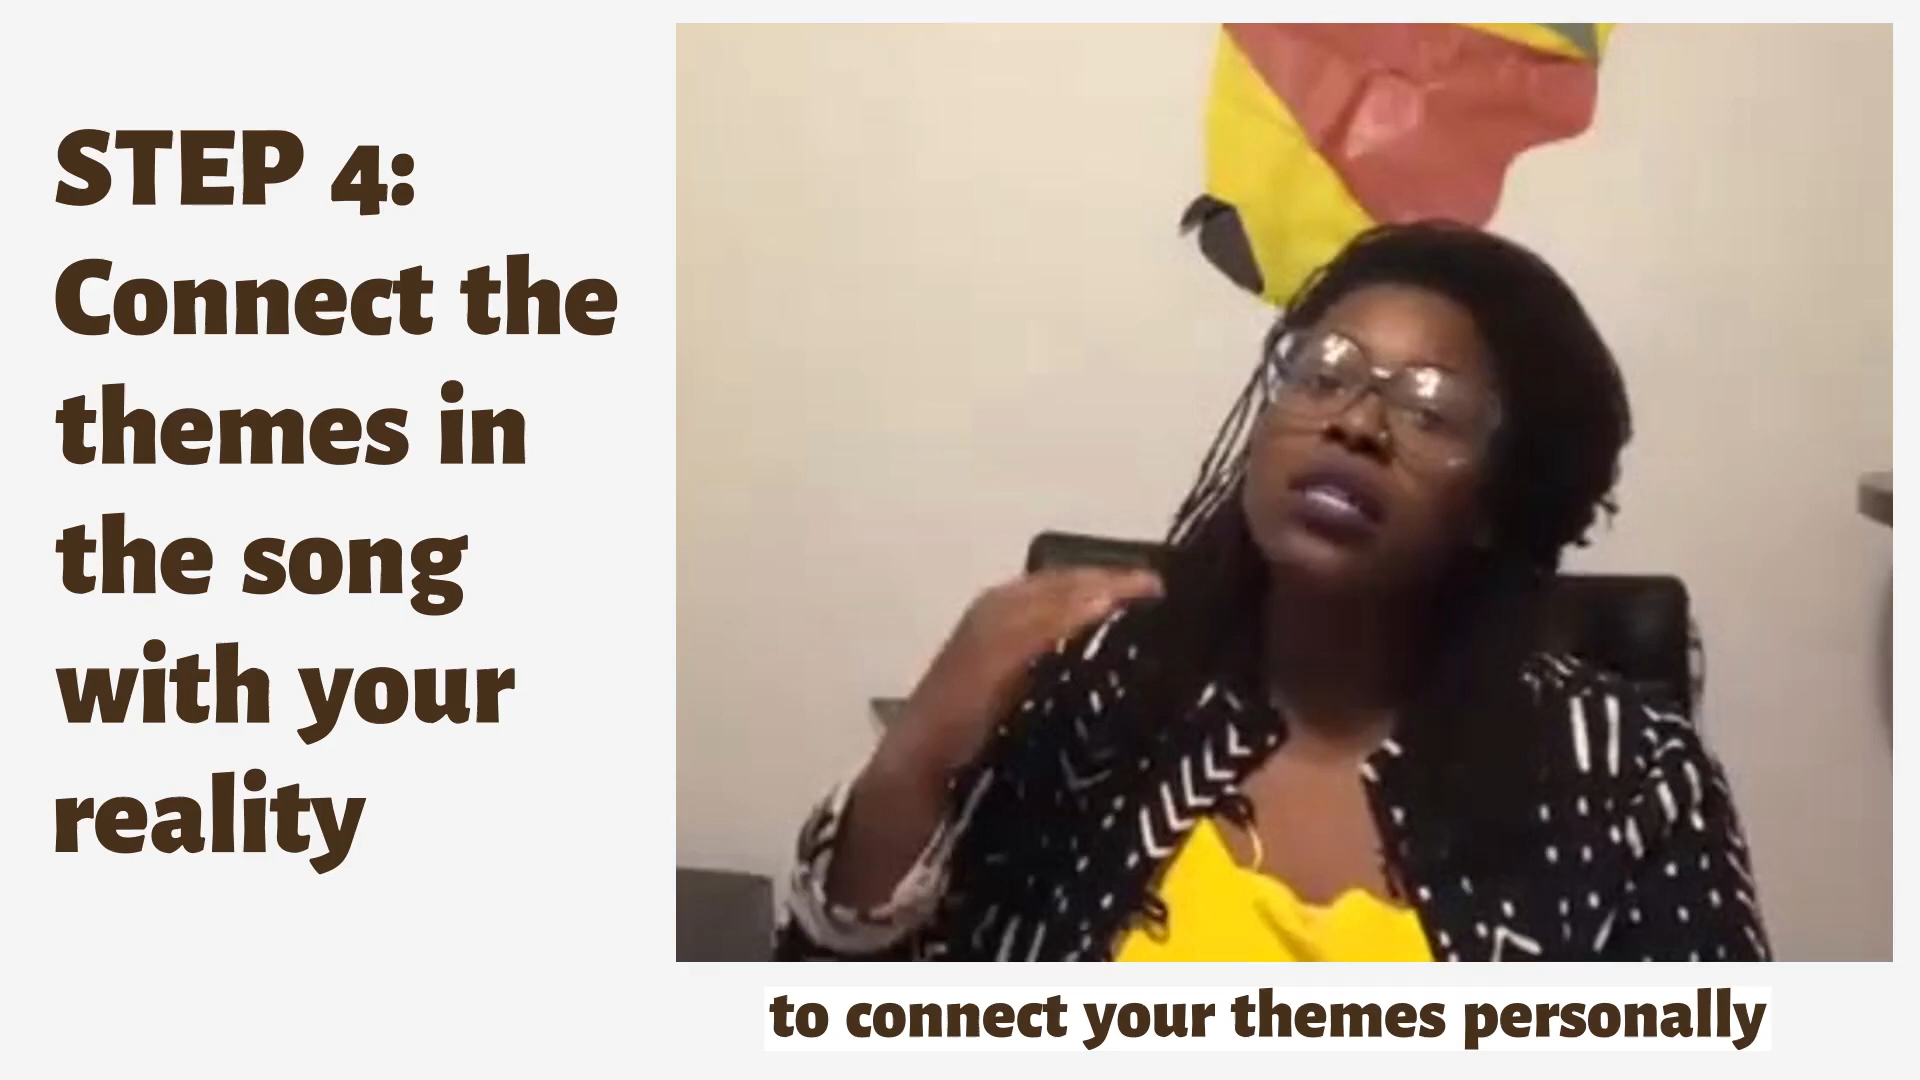 STEP 4:
Connect the
themes in
the song
with your
reality
to connect your themes personally